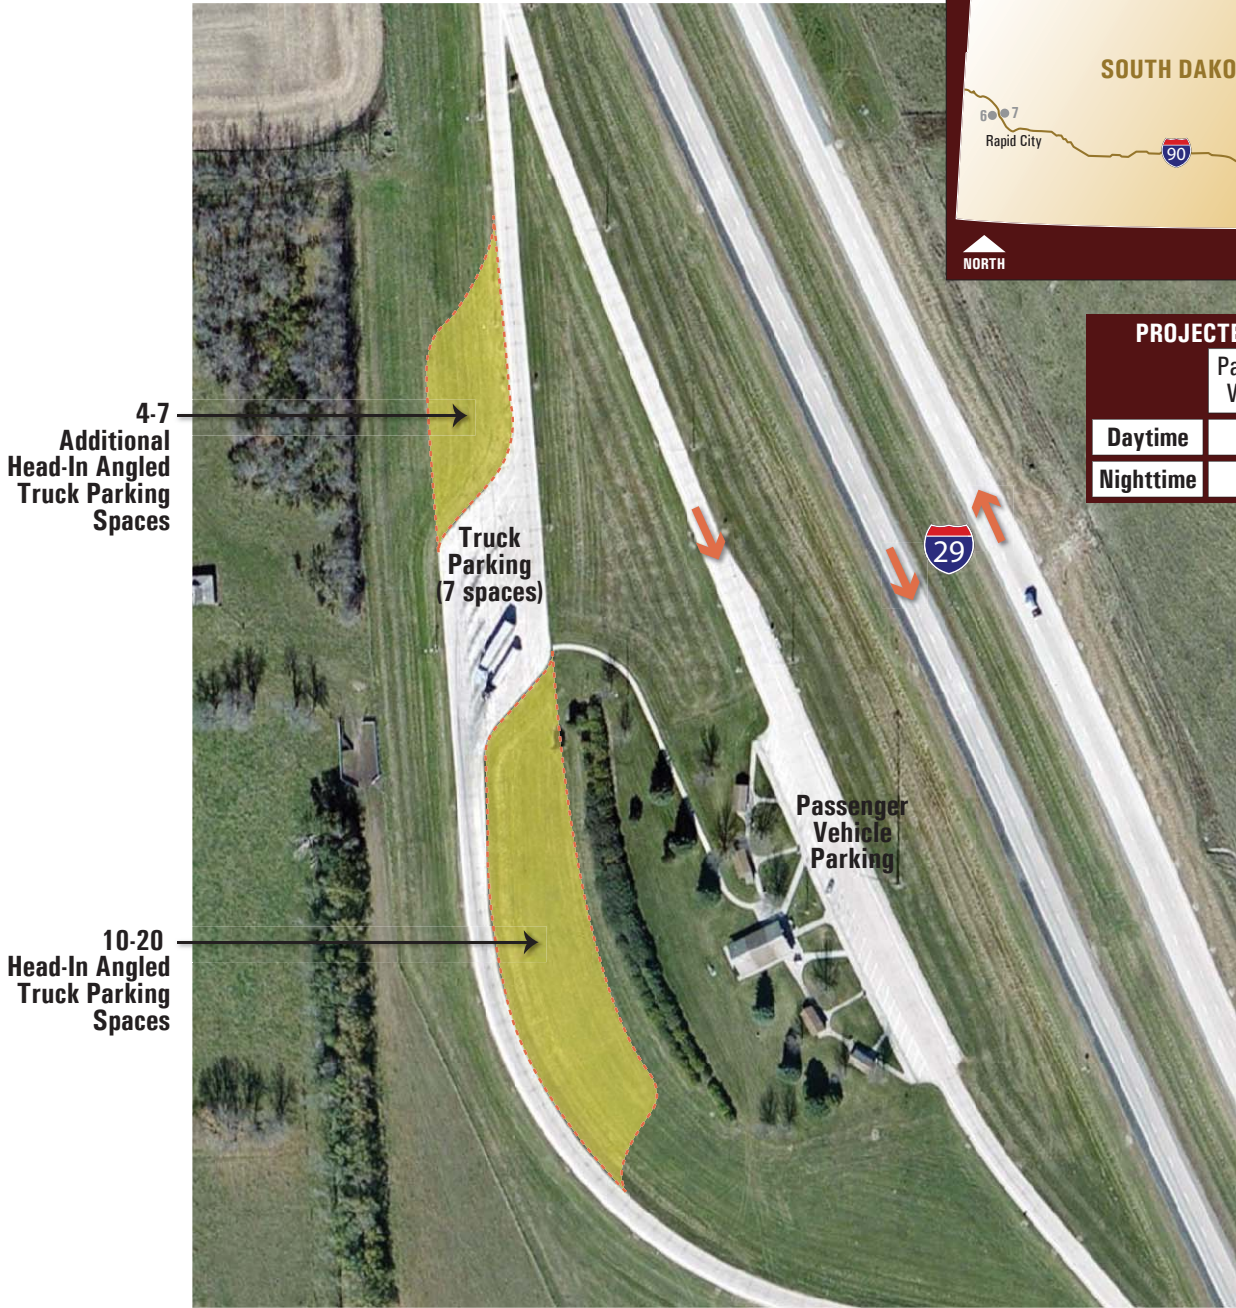 SOUTH DAKO
6
7
Rapid City
90
NORTH
PROJECTE
Pa
V
Daytime
Nighttime
4-7
Additional
Head-In Angled
Truck Parking
Spaces
Truck
Parking
(7 spaces)
29
Passenger
Vehicle
Parking
10-20
Head-In Angled
Truck Parking
Spaces